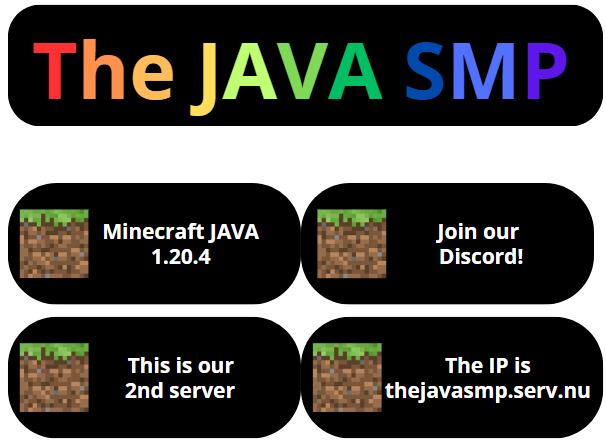 The JAVA SMP
Minecraft JAVA
1.20.4
Join our
Discord!
This is our
2nd server
The IP is
thejavasmp.serv.nu